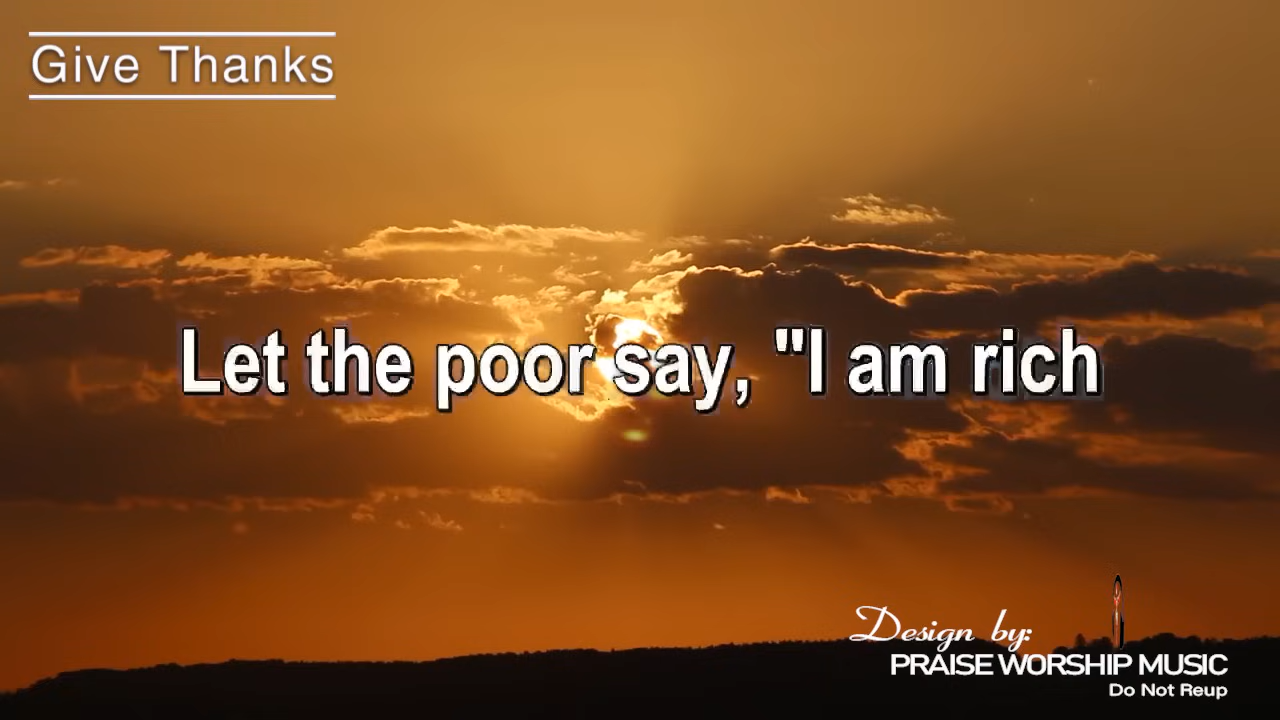 Give Thanks
Let the poor say, "I am rich
Design by:
PRAISE WORSHIP MUSIC
Do Not Reup